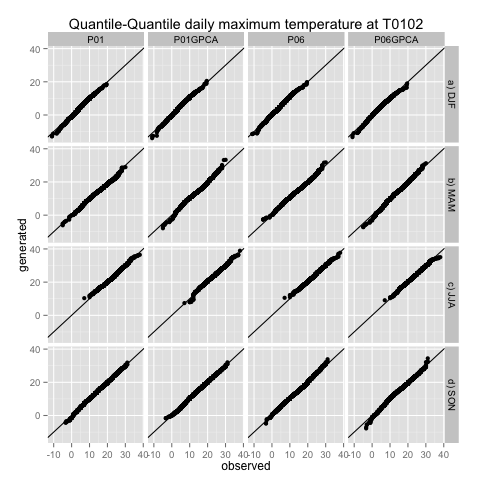 Quantile-Quantile daily maximum temperature at T0102
P01 P01GPCA P06 P06GPCA
40
20
0
a) DJF
40
20
0
b) MAM
40
20
0
c) JJA
40
20
0
d) SON
generated
-10 0 10 20 30 40 -10 0 10 20 30 40 -10 0 10 20 30 40 -10 0 10 20 30 40
observed